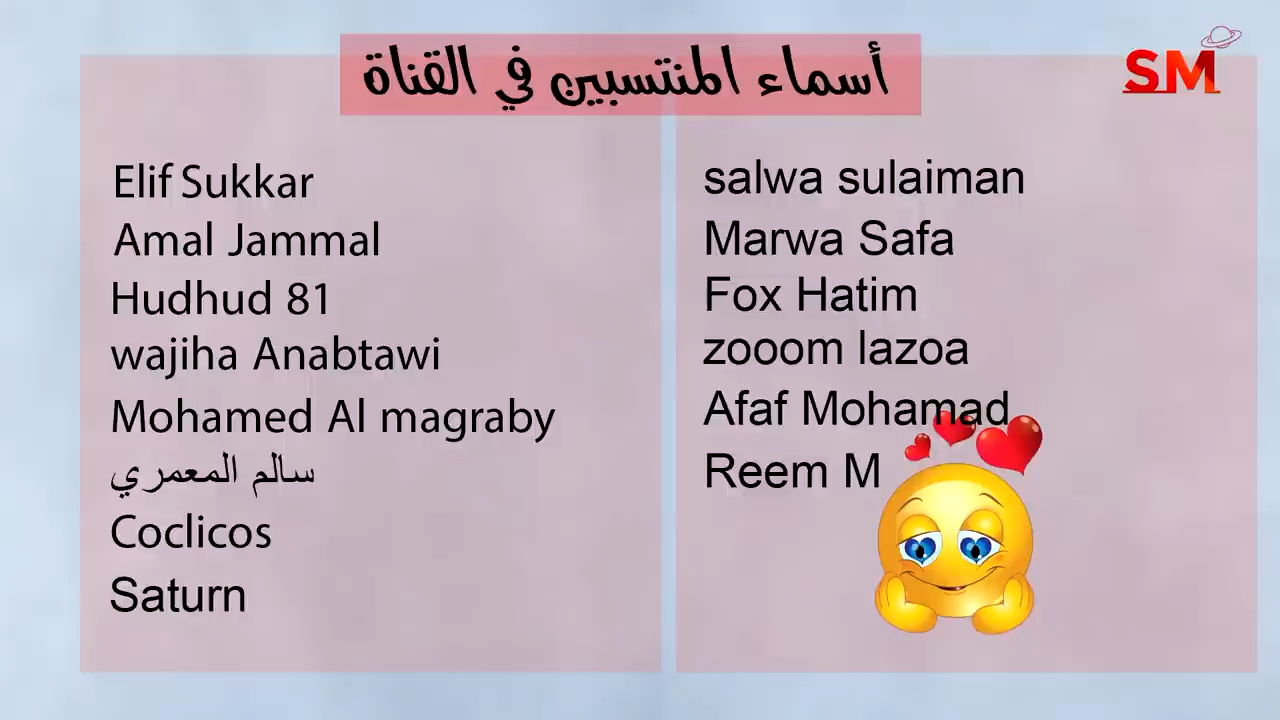 أسماء المنتسبين في القناة
SM
Elif Sukkar
Amal Jammal
Hudhud 81
wajiha Anabtawi
Mohamed Al magraby
سالم المعمري
Coclicos
Saturn
salwa sulaiman
Marwa Safa
Fox Hatim
zooom lazoa
Afaf Mohamad
Reem M